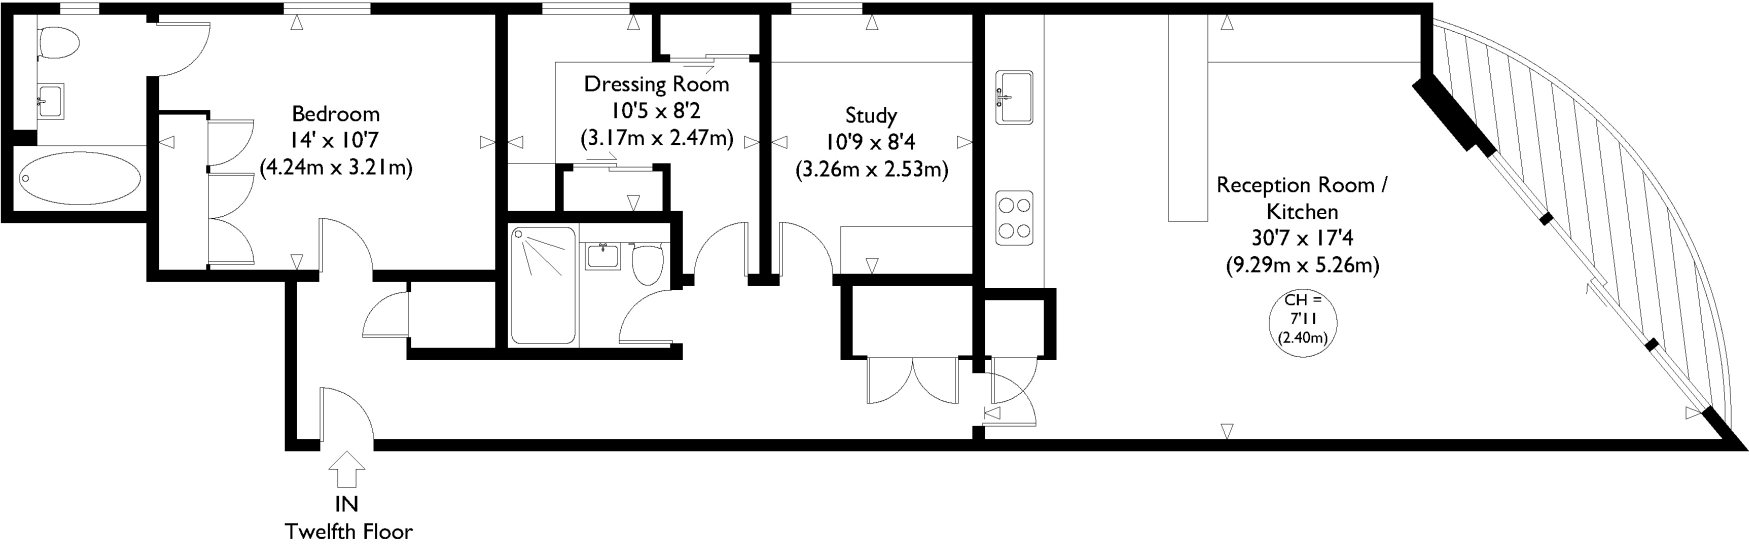 Bedroom
14' x 10'7
(4.24m x 3.21m)
Dressing Room
10'5 x 8'2
(3.17m x 2.47m)
Study
10'9 x 8'4
(3.26m x 2.53m)
Reception Room /
Kitchen
30'7 x 17'4
(9.29m x 5.26m)
CH =
7'11
(2.40m)
IN
Twelfth Floor